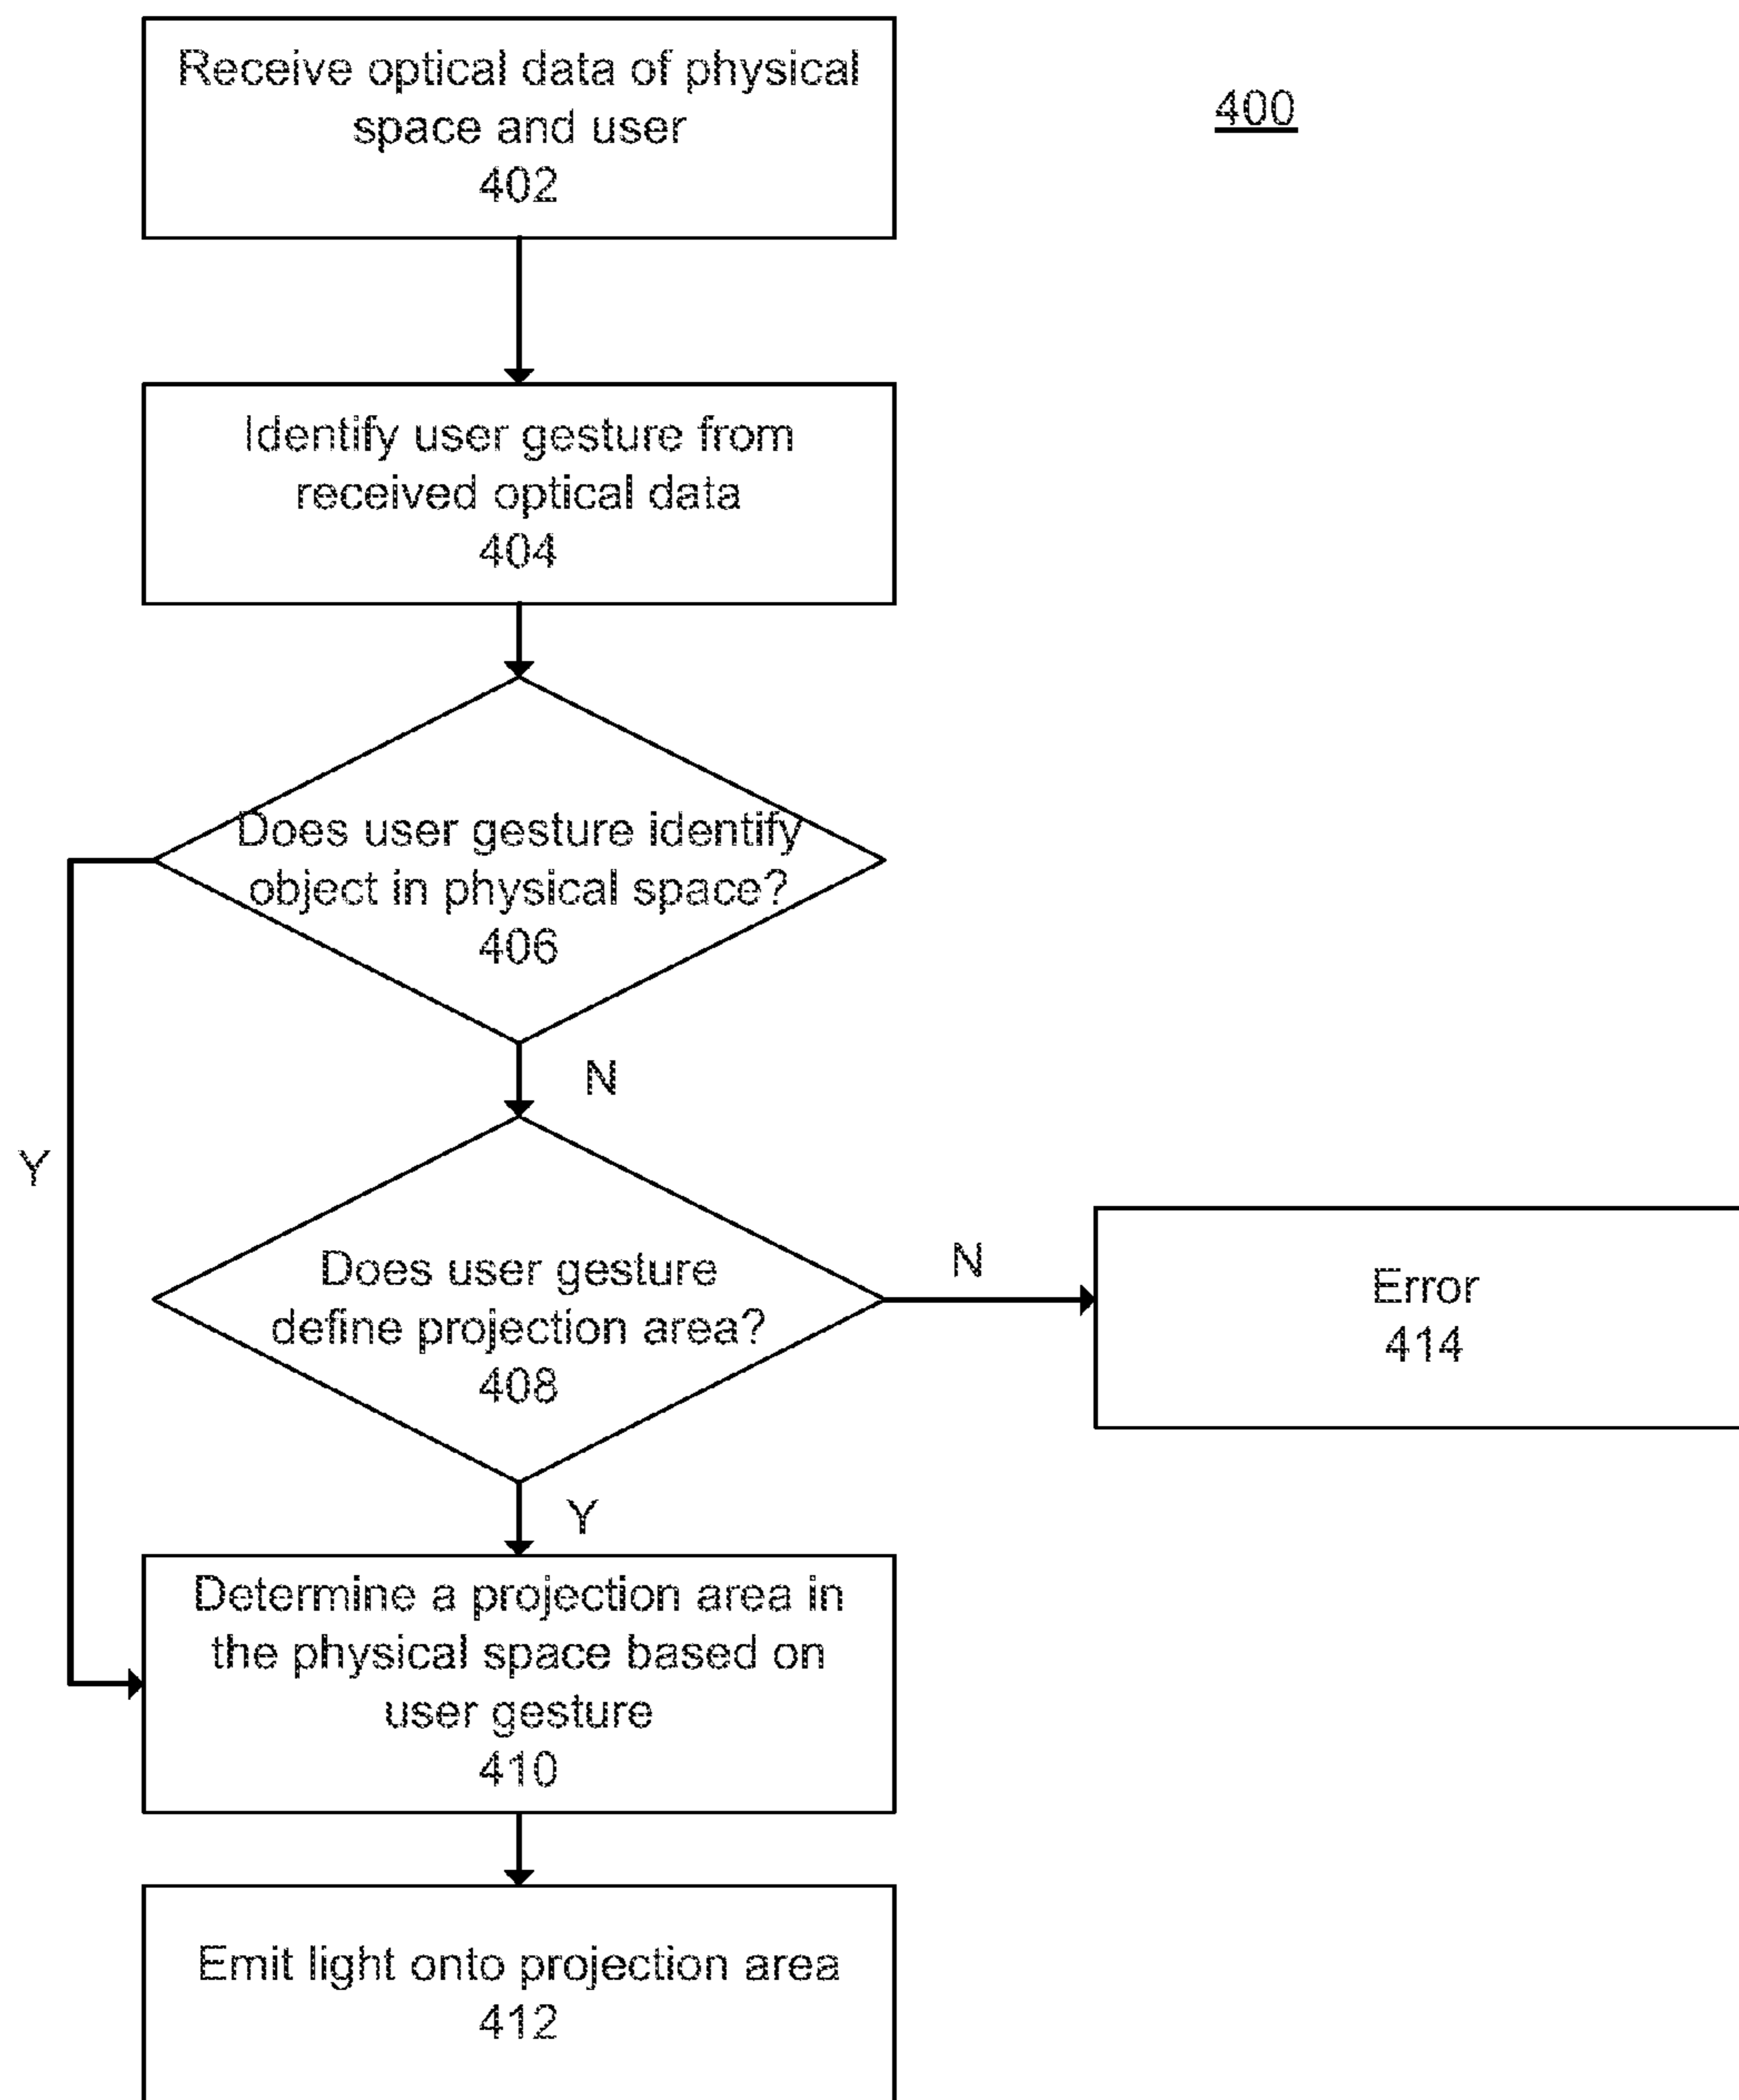 Receive optical data of physical
space and user
402
400
Identify user gesture from
received optical data
404
Does user gesture identify
object in physical space?
406
N
Y
Does user gesture
define projection area?
408
N
Error
414
Y
Determine a projection area in
the physical space based on
user gesture
410
Emit light onto projection area
412